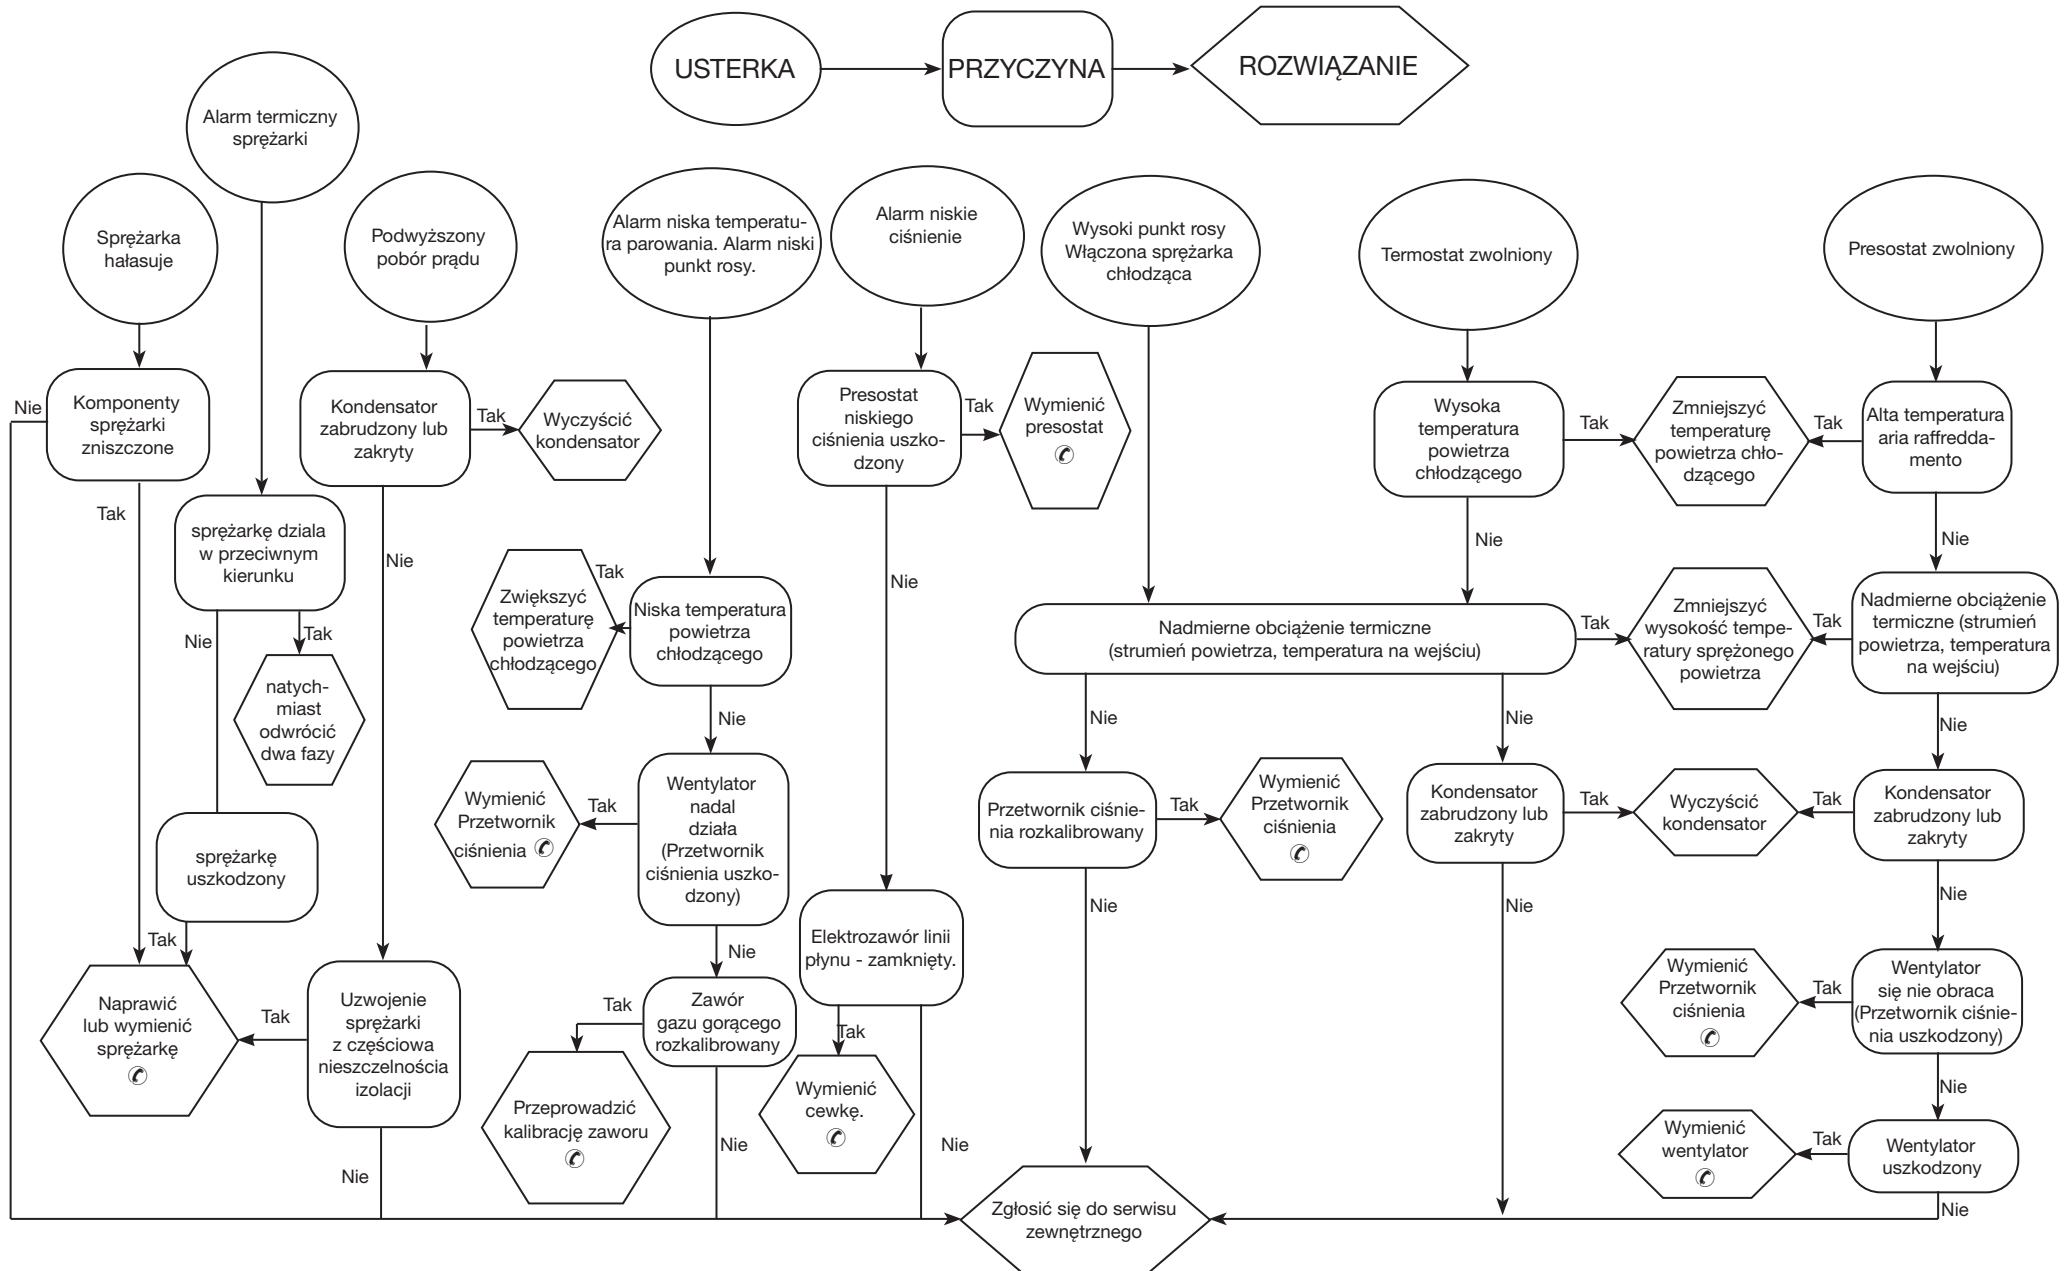 USTERKA
PRZYCZYNA
ROZWIĄZANIE
Alarm termiczny
sprężarki
Sprężarka
hałasuje
Podwyższony
pobór prądu
Alarm niska temperatu-
ra parowania. Alarm niski
punkt rosy.
Alarm niskie
ciśnienie
Wysoki punkt rosy
Włączona sprężarka
chłodząca
Termostat zwolniony
Presostat zwolniony
Nie
Komponenty
sprężarki
zniszczone
Kondensator
zabrudzony lub
zakryty
Tak
Wyczyścić
kondensator
Presostat
niskiego
ciśnienia uszko-
dzony
Tak
Wymienić
presostat
Wysoka
temperatura
powietrza
chłodzącego
Tak
Zmniejszyć
temperaturę
powietrza chło-
dzącego
Tak
Alta temperatura
aria raffredda-
mento
Tak
sprężarkę dziala
w przeciwnym
kierunku
Nie
Nie
Tak
natych-
miast
odwrócić
dwa fazy
Nie
Zwiększyć
temperaturę
powietrza
chłodzącego
Tak
Niska temperatura
powietrza
chłodzącego
Nie
Nie
Nie
Nadmierne obciążenie termiczne
(strumień powietrza, temperatura na wejściu)
Tak
Zmniejszyć
wysokość tempe-
ratury sprężonego
powietrza
Tak
Nadmierne obciążenie
termiczne (strumień
powietrza, temperatura
na wejściu)
Nie
Nie
Nie
Nie
Wymienić
Przetwornik
ciśnienia
Tak
Wentylator
nadal
działa
(Przetwornik
ciśnienia uszko-
dzony)
Przetwornik ciśnie-
nia rozkalibrowany
Tak
Wymienić
Przetwornik
ciśnienia
Kondensator
zabrudzony lub
zakryty
Tak
Wyczyścić
kondensator
Tak
Kondensator
zabrudzony lub
zakryty
sprężarkę
uszkodzony
Tak
Nie
Nie
Nie
Nie
Naprawić
lub wymienić
sprężarkę
Tak
Uzwojenie
sprężarki
z częściowa
nieszczelnościa
izolacji
Tak
Zawór
gazu gorącego
rozkalibrowany
Elektrozawór linii
płynu - zamknięty.
Tak
Wymienić
Przetwornik
ciśnienia
Tak
Wentylator
się nie obraca
(Przetwornik ciśnie-
nia uszkodzony)
Przeprowadzić
kalibrację zaworu
Wymienić
cewkę.
Nie
Nie
Nie
Nie
Wymienić
wentylator
Tak
Wentylator
uszkodzony
Zgłosić się do serwisu
zewnętrznego
Nie